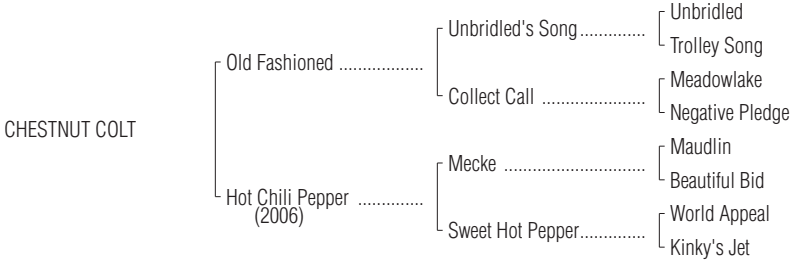 Unbridled
Unbridled's Song..............
Trolley Song
Old Fashioned ..................
Meadowlake
Collect Call ......................
Negative Pledge
CHESTNUT COLT
Maudlin
Mecke ..............................
Beautiful Bid
Hot Chili Pepper ..............
(2006)
World Appeal
Sweet Hot Pepper..............
Kinky's Jet